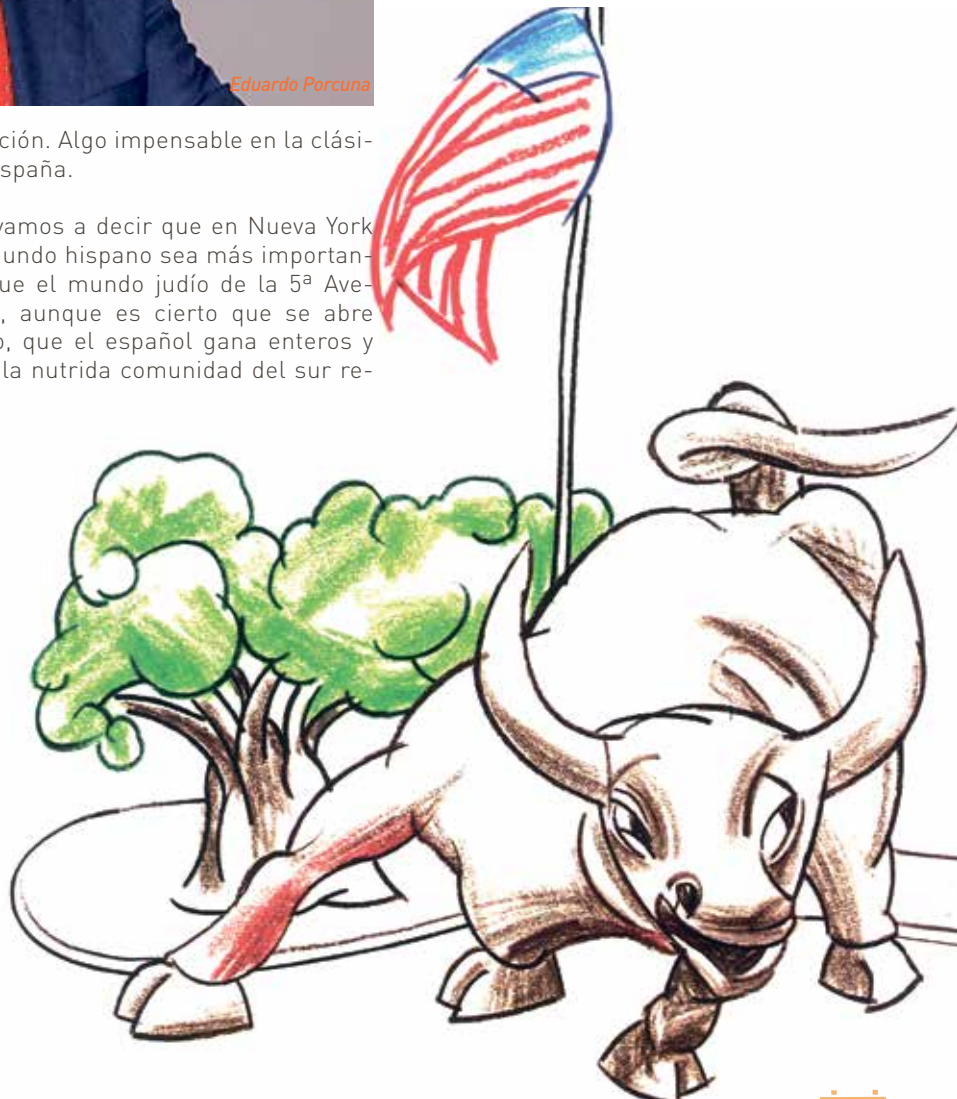 Eduardo Porcuna
ción. Algo impensable en la clási-
spaña.
vamos a decir que en Nueva York
undo hispano sea más importan-
ue el mundo judío de la 5ª Ave-
, aunque es cierto que se abre
o, que el español gana enteros y
la nutrida comunidad del sur re-